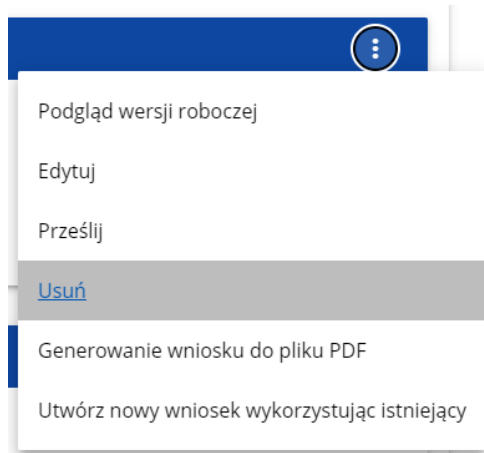 Podgląd wersji roboczej
Edytuj
Prześlij
Usuń
Generowanie wniosku do pliku PDF
Utwórz nowy wniosek wykorzystując istniejący